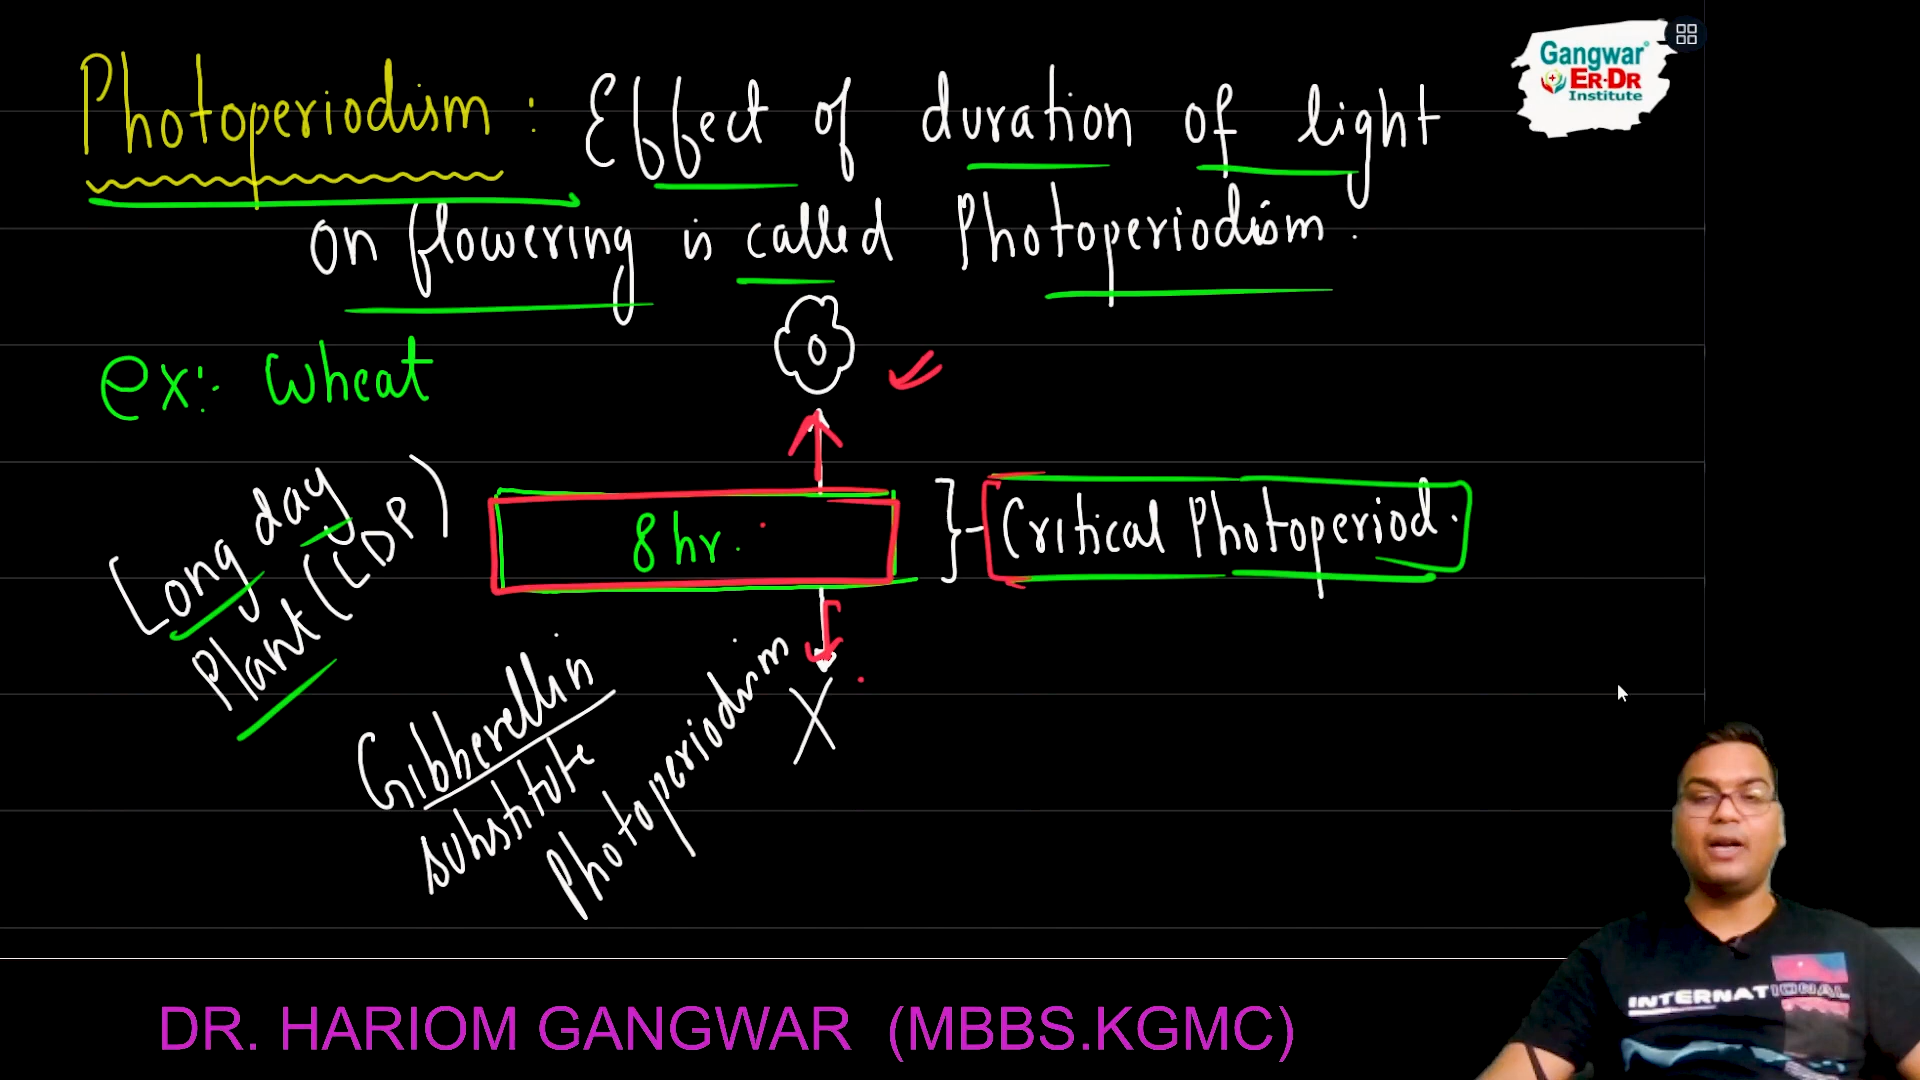 Photoperiodism : Effect of duration of light
on flowering is called Photoperiodism.
ex:- Wheat
Long day
Plant (LDP)
8 hr.
Critical Photoperiod.
Gibberellin
substitute
Photoperiodism
X
Gangwar
ER-DR
Institute
INTERNATIONAL
DR. HARIOM GANGWAR (MBBS.KGMC)